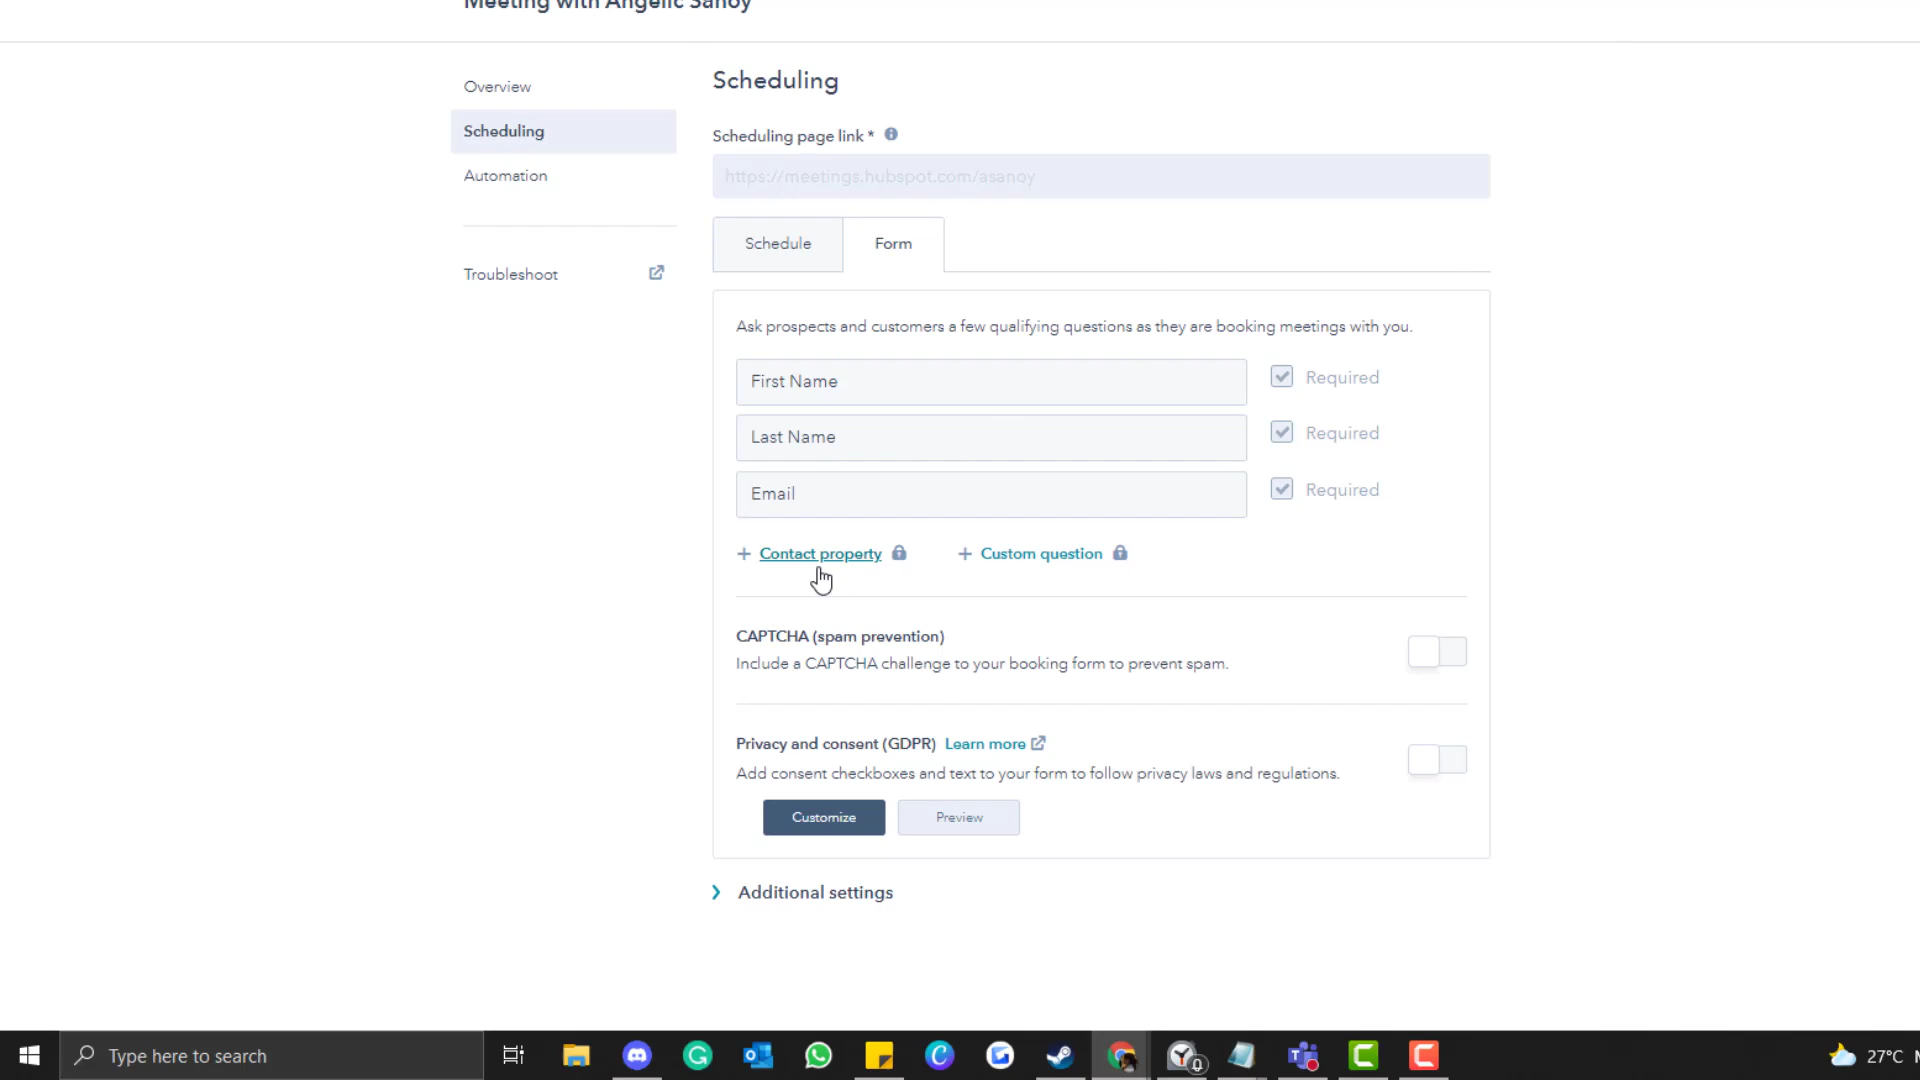 Meeting with Angelic Sanoy
Overview
Scheduling
Automation
Troubleshoot
Scheduling
Scheduling page link *
https://meetings.hubspot.com/asanoy
Schedule
Form
Ask prospects and customers a few qualifying questions as they are booking meetings with you.
First Name
Required
Last Name
Required
Email
Required
+ Contact property
+ Custom question
CAPTCHA (spam prevention)
Include a CAPTCHA challenge to your booking form to prevent spam.
Privacy and consent (GDPR) Learn more
Add consent checkboxes and text to your form to follow privacy laws and regulations.
Customize
Preview
Additional settings
Type here to search
27°C